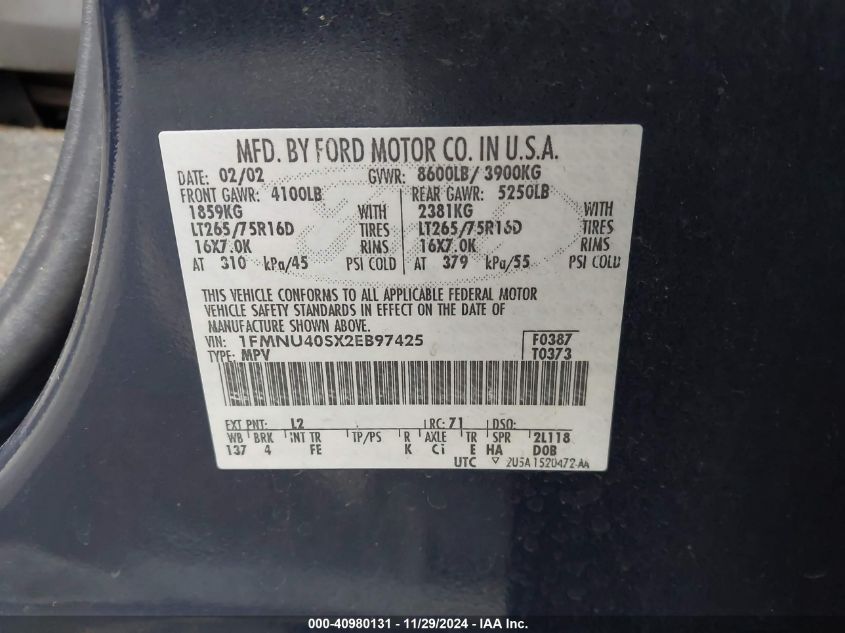 MFD. BY FORD MOTOR CO. IN U.S.A.
DATE: 02/02 GVWR: 8600LB/ 3900KG
FRONT GAWR: 4100LB REAR GAWR: 5250LB
1859KG WITH 2381KG WITH
LT265/75R16D TIRES LT265/75R16D TIRES
16X7.0K RIMS 16X7.0K RIMS
AT 310 kPa/45 PSI COLD AT 379 kPa/55 PSI COLD
THIS VEHICLE CONFORMS TO ALL APPLICABLE FEDERAL MOTOR
VEHICLE SAFETY STANDARDS IN EFFECT ON THE DATE OF
MANUFACTURE SHOWN ABOVE.
VIN: 1FMNU40SX2EB97425 F0387
TYPE: MPV T0373
EXT PNT: L2 RC: 71 DSO:
WB BRK INT TR TP/PS R AXLE TR SPR 2L118
137 4 FE K Ci E HA D0B
UTC ▽ 2U5A 1520472-AA
000-40980131 - 11/29/2024 - IAA Inc.